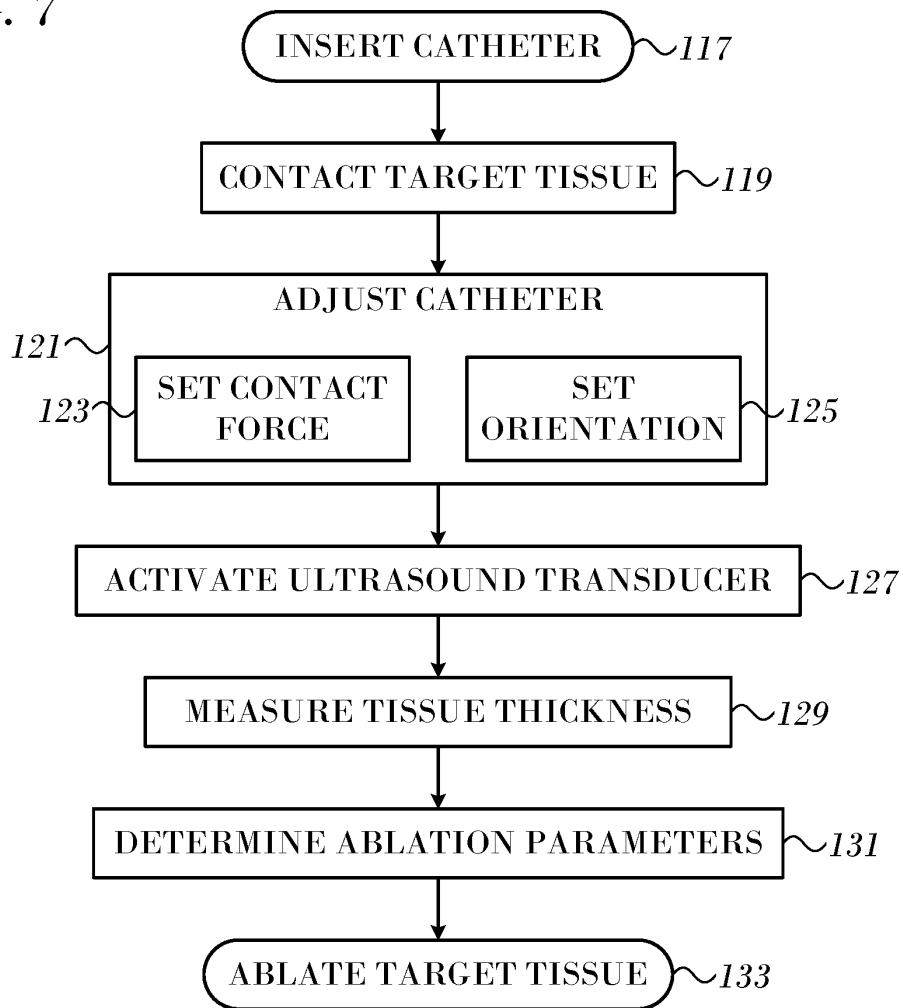 . 7
INSERT CATHETER 117
CONTACT TARGET TISSUE 119
ADJUST CATHETER
121
SET CONTACT
FORCE
123
SET
ORIENTATION
125
ACTIVATE ULTRASOUND TRANSDUCER 127
MEASURE TISSUE THICKNESS 129
DETERMINE ABLATION PARAMETERS 131
ABLATE TARGET TISSUE 133